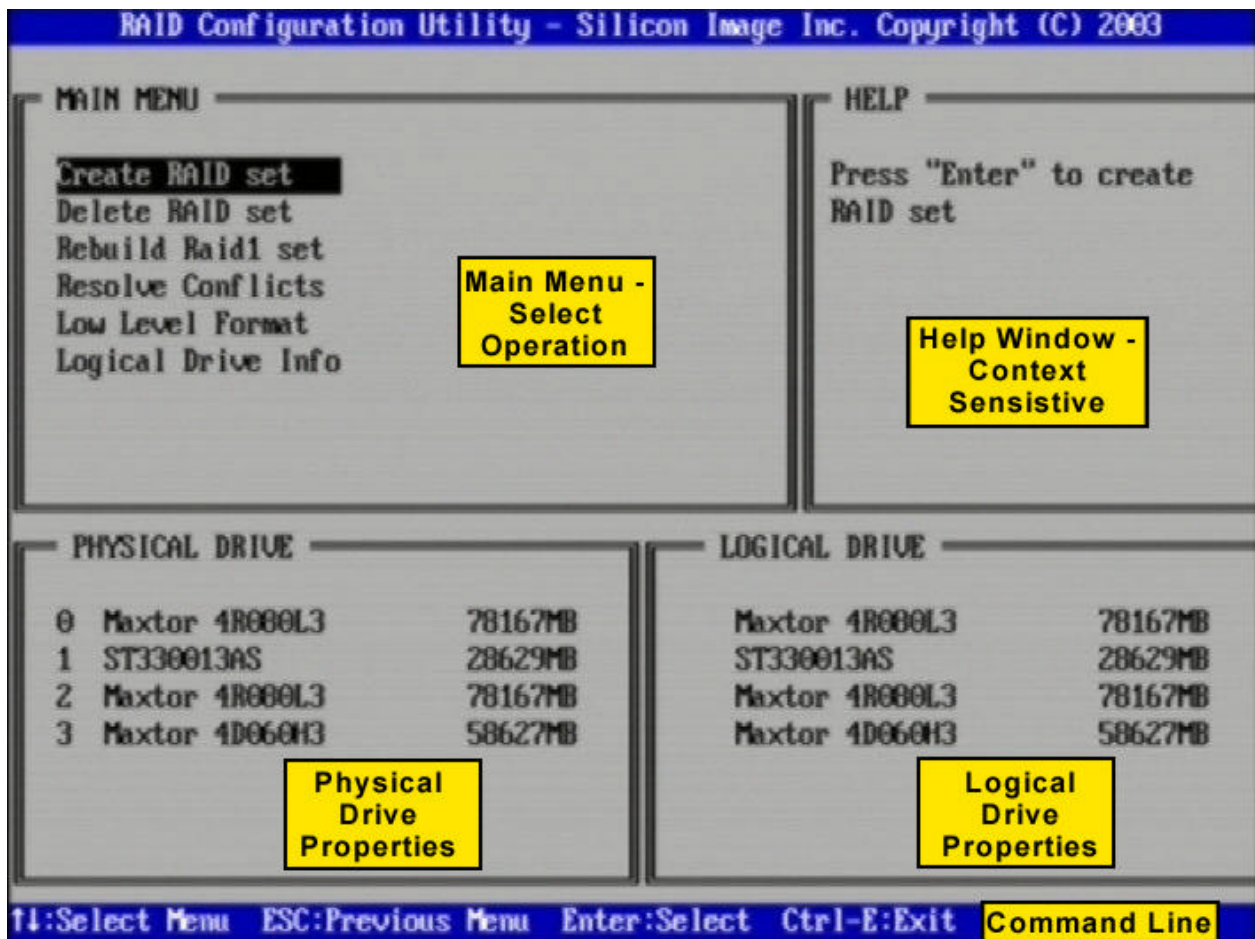 RAID Configuration Utility - Silicon Image Inc. Copyright (C) 2003
MAIN MENU
Create RAID set
Delete RAID set
Rebuild Raid1 set
Resolve Conflicts
Low Level Format
Logical Drive Info
Main Menu -
Select
Operation
HELP
Press "Enter" to create
RAID set
Help Window -
Context
Sensistive
PHYSICAL DRIVE
0 Maxtor 4R080L3 78167MB
1 ST330013AS 28629MB
2 Maxtor 4R080L3 78167MB
3 Maxtor 4D060H3 58627MB
Physical
Drive
Properties
LOGICAL DRIVE
Maxtor 4R080L3 78167MB
ST330013AS 28629MB
Maxtor 4R080L3 78167MB
Maxtor 4D060H3 58627MB
Logical
Drive
Properties
↑↓:Select Menu ESC:Previous Menu Enter:Select Ctrl-E:Exit Command Line